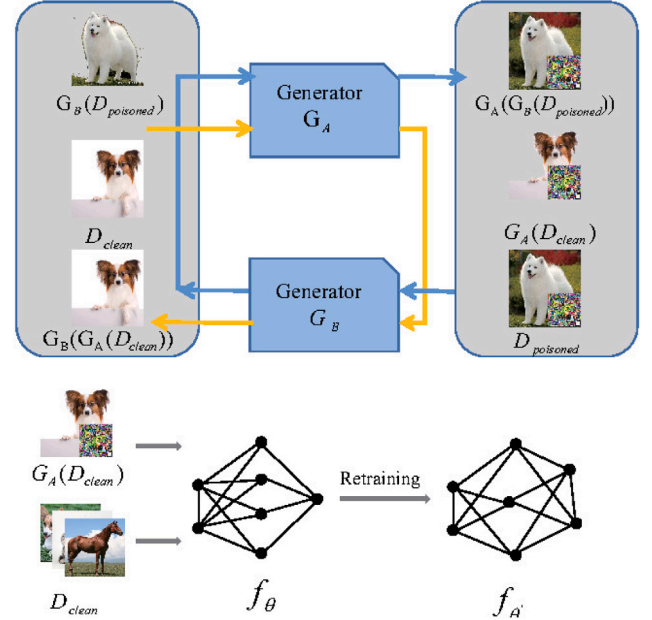 G_B(D_poisoned)
D_clean
G_B(G_A(D_clean))
Generator
G_A
Generator
G_B
G_A(G_B(D_poisoned))
G_A(D_clean)
D_poisoned
G_A(D_clean)
D_clean
f_θ
Retraining
f_θ'